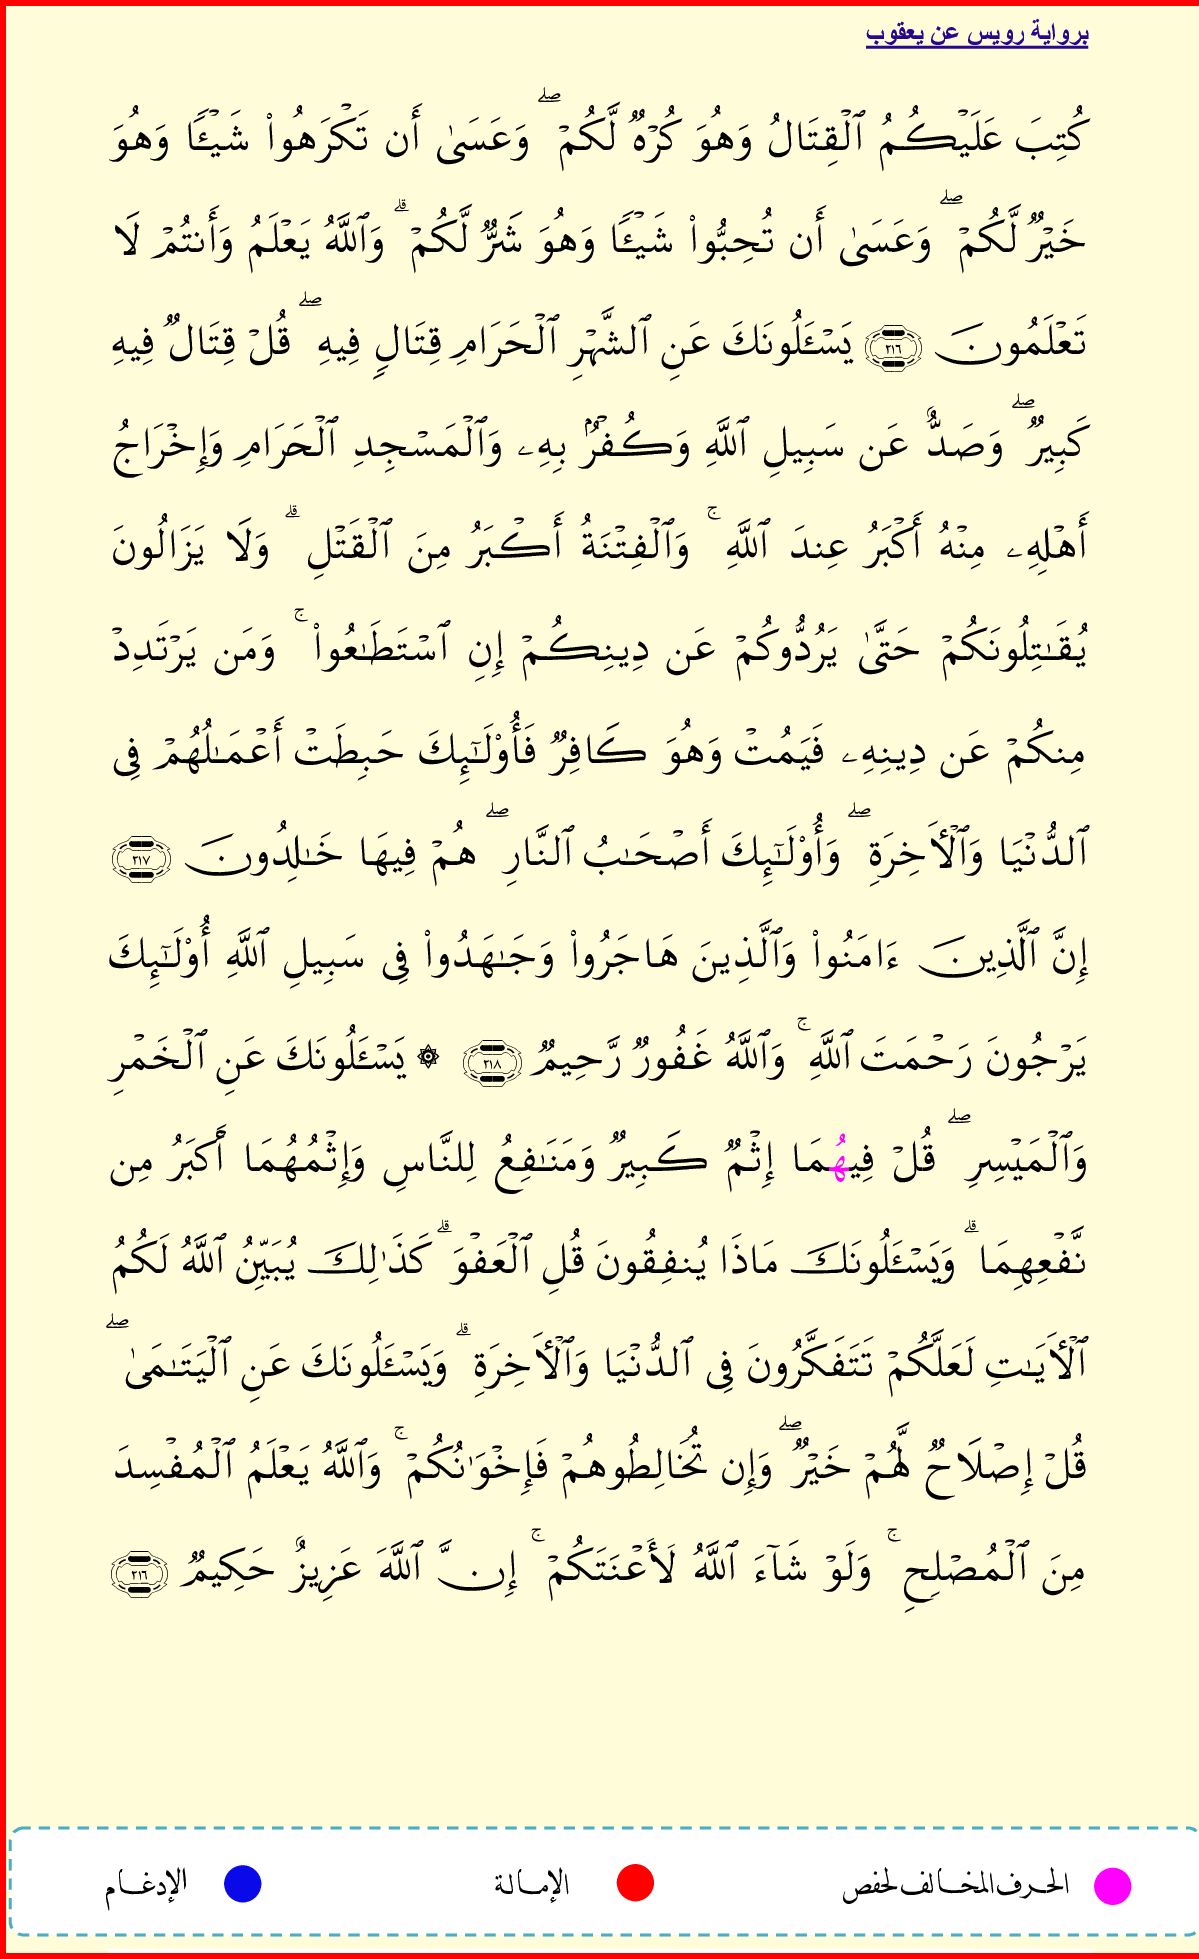 برواية رويس عن يعقوب
كُتِبَ عَلَيْكُمُ ٱلْقِتَالُ وَهُوَ كُرْهٌ لَّكُمْ ۖ وَعَسَىٰ أَن تَكْرَهُوا۟ شَيْـًٔا وَهُوَ
خَيْرٌ لَّكُمْ ۖ وَعَسَىٰ أَن تُحِبُّوا۟ شَيْـًٔا وَهُوَ شَرٌّ لَّكُمْ ۗ وَٱللَّهُ يَعْلَمُ وَأَنتُمْ لَا
تَعْلَمُونَ ٢١٦ يَسْـَٔلُونَكَ عَنِ ٱلشَّهْرِ ٱلْحَرَامِ قِتَالٍ فِيهِ ۖ قُلْ قِتَالٌ فِيهِ
كَبِيرٌ ۖ وَصَدٌّ عَن سَبِيلِ ٱللَّهِ وَكُفْرٌۢ بِهِۦ وَٱلْمَسْجِدِ ٱلْحَرَامِ وَإِخْرَاجُ
أَهْلِهِۦ مِنْهُ أَكْبَرُ عِندَ ٱللَّهِ ۚ وَٱلْفِتْنَةُ أَكْبَرُ مِنَ ٱلْقَتْلِ ۗ وَلَا يَزَالُونَ
يُقَـٰتِلُونَكُمْ حَتَّىٰ يَرُدُّوكُمْ عَن دِينِكُمْ إِنِ ٱسْتَطَـٰعُوا۟ ۚ وَمَن يَرْتَدِدْ
مِنكُمْ عَن دِينِهِۦ فَيَمُتْ وَهُوَ كَافِرٌ فَأُو۟لَـٰٓئِكَ حَبِطَتْ أَعْمَـٰلُهُمْ فِى
ٱلدُّنْيَا وَٱلْـَٔاخِرَةِ ۖ وَأُو۟لَـٰٓئِكَ أَصْحَـٰبُ ٱلنَّارِ ۖ هُمْ فِيهَا خَـٰلِدُونَ ٢١٧
إِنَّ ٱلَّذِينَ ءَامَنُوا۟ وَٱلَّذِينَ هَاجَرُوا۟ وَجَـٰهَدُوا۟ فِى سَبِيلِ ٱللَّهِ أُو۟لَـٰٓئِكَ
يَرْجُونَ رَحْمَتَ ٱللَّهِ ۚ وَٱللَّهُ غَفُورٌ رَّحِيمٌ ٢١٨ ۞ يَسْـَٔلُونَكَ عَنِ ٱلْخَمْرِ
وَٱلْمَيْسِرِ ۖ قُلْ فِيهُمَا إِثْمٌ كَبِيرٌ وَمَنَـٰفِعُ لِلنَّاسِ وَإِثْمُهُمَا أَكْبَرُ مِن
نَّفْعِهِمَا ۗ وَيَسْـَٔلُونَكَ مَاذَا يُنفِقُونَ قُلِ ٱلْعَفْوَ ۗ كَذَٰلِكَ يُبَيِّنُ ٱللَّهُ لَكُمُ
ٱلْـَٔايَـٰتِ لَعَلَّكُمْ تَتَفَكَّرُونَ فِى ٱلدُّنْيَا وَٱلْـَٔاخِرَةِ ۗ وَيَسْـَٔلُونَكَ عَنِ ٱلْيَتَـٰمَىٰ ۖ
قُلْ إِصْلَاحٌ لَّهُمْ خَيْرٌ ۖ وَإِن تُخَالِطُوهُمْ فَإِخْوَٰنُكُمْ ۚ وَٱللَّهُ يَعْلَمُ ٱلْمُفْسِدَ
مِنَ ٱلْمُصْلِحِ ۚ وَلَوْ شَآءَ ٱللَّهُ لَأَعْنَتَكُمْ ۚ إِنَّ ٱللَّهَ عَزِيزٌ حَكِيمٌ ٢١٦
الحرف المخالف لحفص الإمالة الإدغام